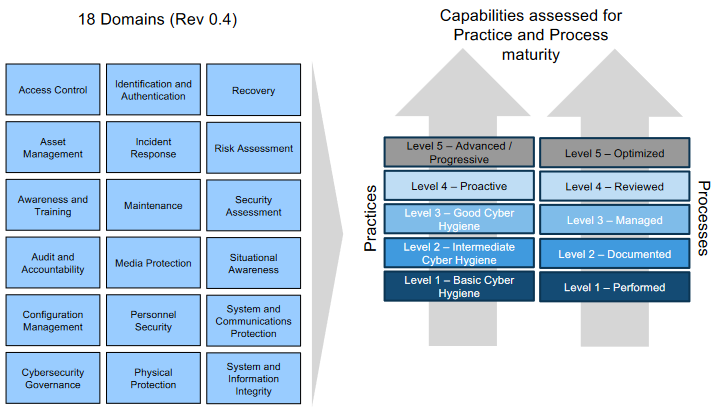 18 Domains (Rev 0.4)
Access Control
Identification and
Authentication
Recovery
Asset
Management
Incident
Response
Risk Assessment
Awareness and
Training
Maintenance
Security
Assessment
Audit and
Accountability
Media Protection
Situational
Awareness
Configuration
Management
Personnel
Security
System and
Communications
Protection
Cybersecurity
Governance
Physical
Protection
System and
Information
Integrity
Capabilities assessed for
Practice and Process
maturity
Practices
Level 5 – Advanced /
Progressive
Level 4 – Proactive
Level 3 – Good Cyber
Hygiene
Level 2 – Intermediate
Cyber Hygiene
Level 1 – Basic Cyber
Hygiene
Level 5 – Optimized
Level 4 – Reviewed
Level 3 – Managed
Level 2 – Documented
Level 1 – Performed
Processes